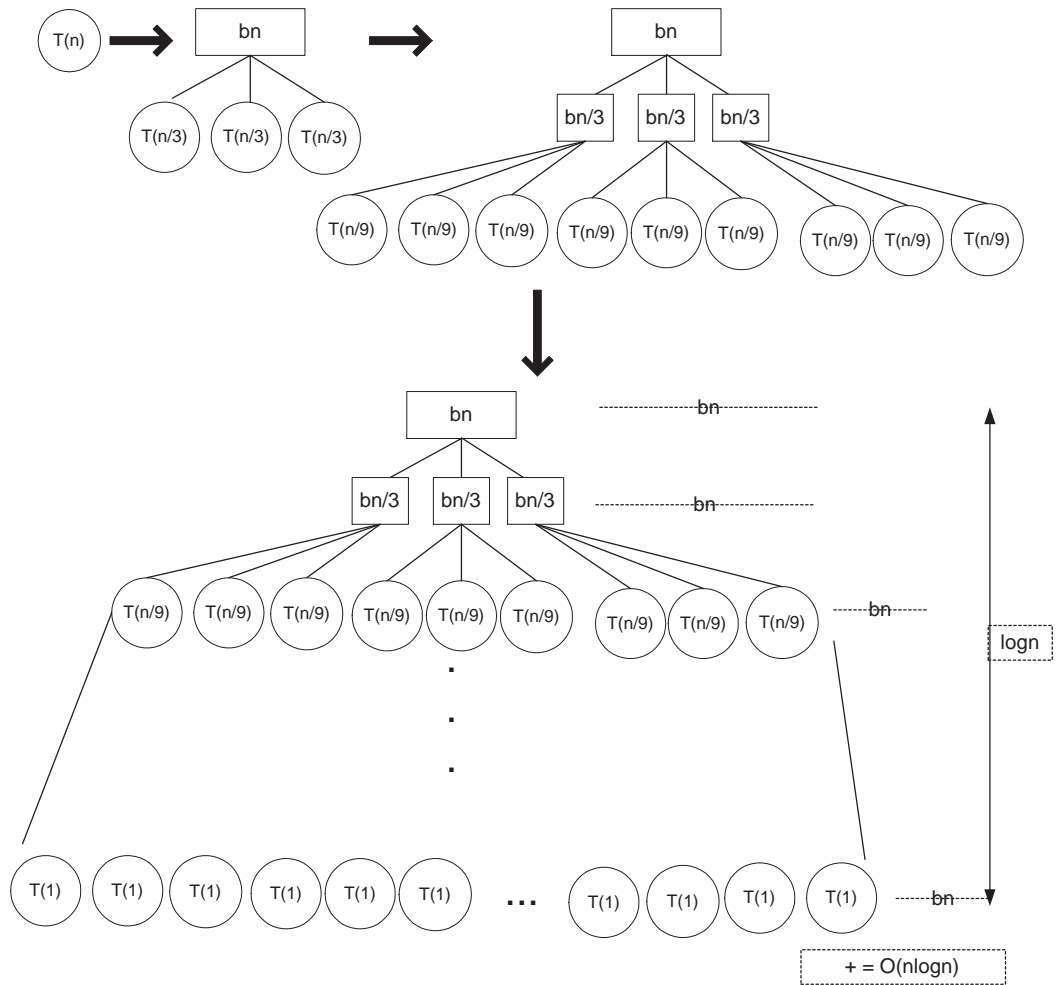 T(n) bn bn
bn/3 bn/3 bn/3
T(n/3) T(n/3) T(n/3)
T(n/9) T(n/9) T(n/9) T(n/9) T(n/9) T(n/9) T(n/9) T(n/9) T(n/9)
bn bn
bn/3 bn/3 bn/3 bn
T(n/9) T(n/9) T(n/9) T(n/9) T(n/9) T(n/9) T(n/9) T(n/9) T(n/9) bn
logn
.
.
.
T(1) T(1) T(1) T(1) T(1) T(1) ... T(1) T(1) T(1) T(1) bn
+ = O(nlogn)